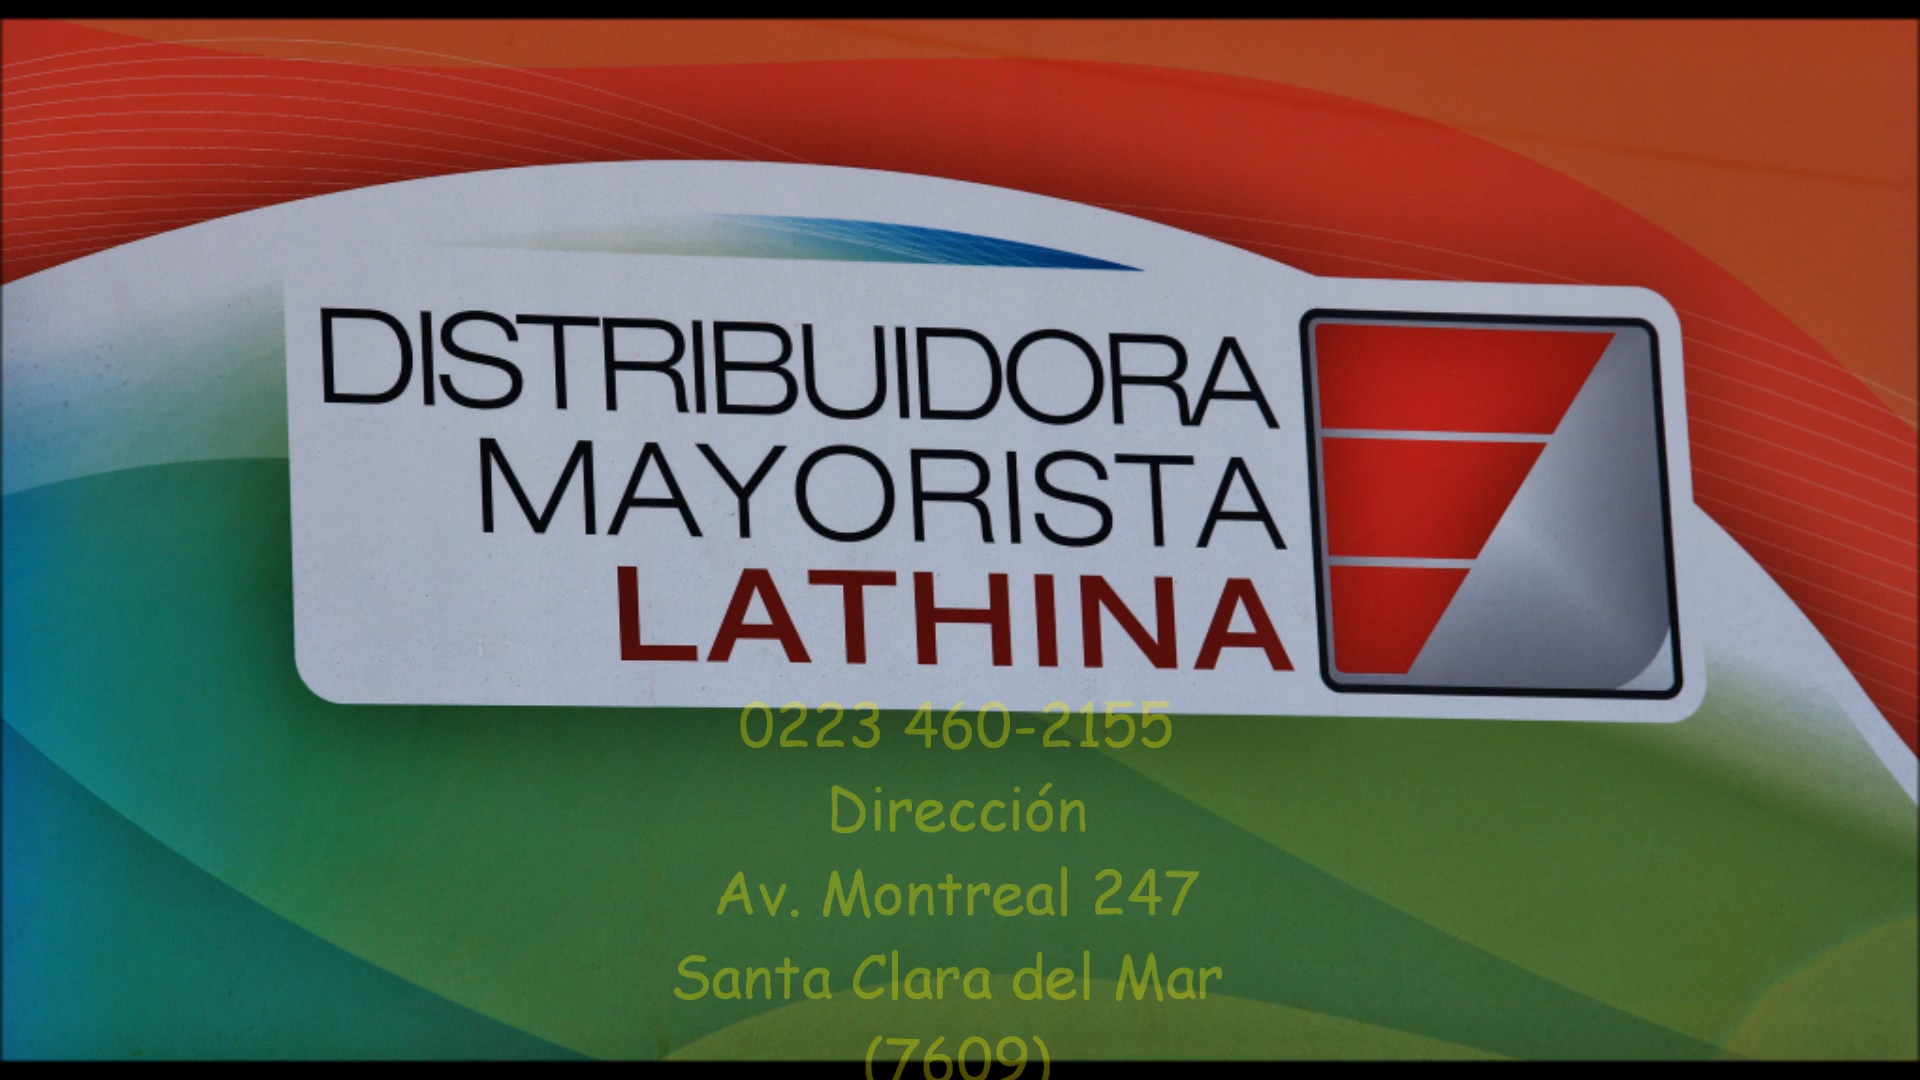 DISTRIBUIDORA
MAYORISTA
LATHINA
0223 460-2155
Dirección
Av. Montreal 247
Santa Clara del Mar
(7609)